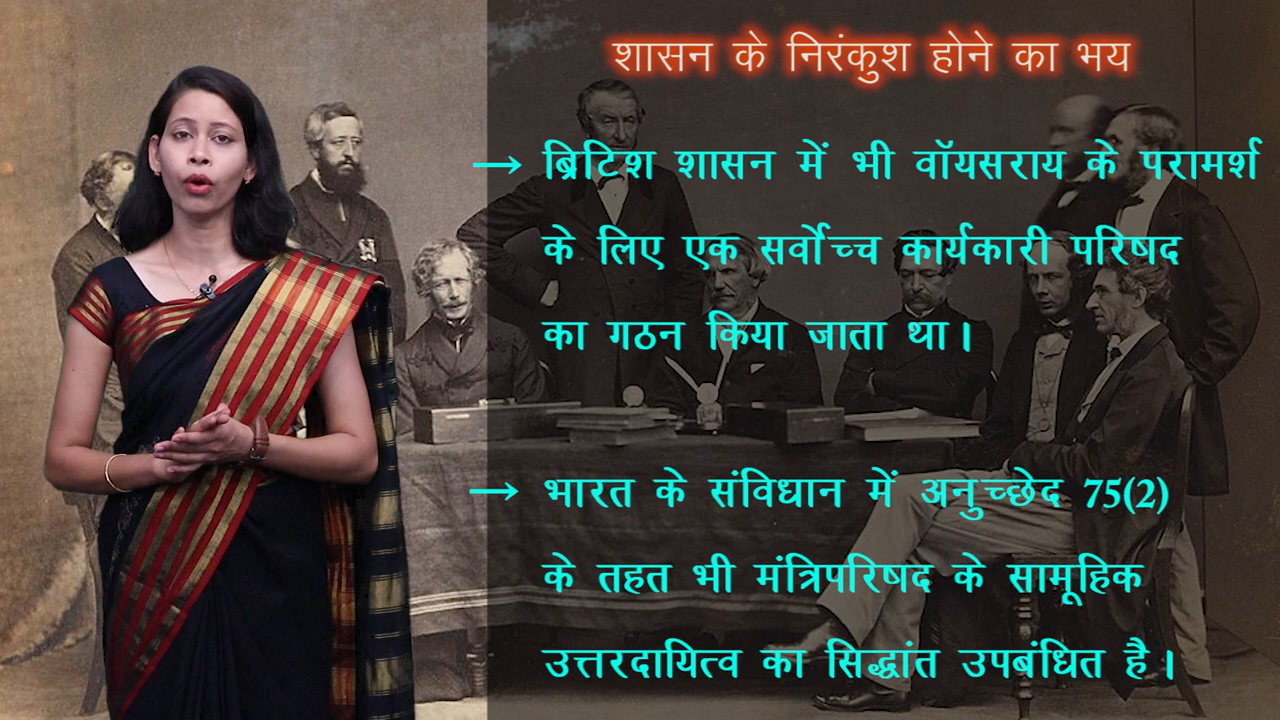 शासन के निरंकुश होने का भय
→ ब्रिटिश शासन में भी वॉयसराय के परामर्श
के लिए एक सर्वोच्च कार्यकारी परिषद
का गठन किया जाता था।
→ भारत के संविधान में अनुच्छेद 75(2)
के तहत भी मंत्रिपरिषद के सामूहिक
उत्तरदायित्व का सिद्धांत उपबंधित है।